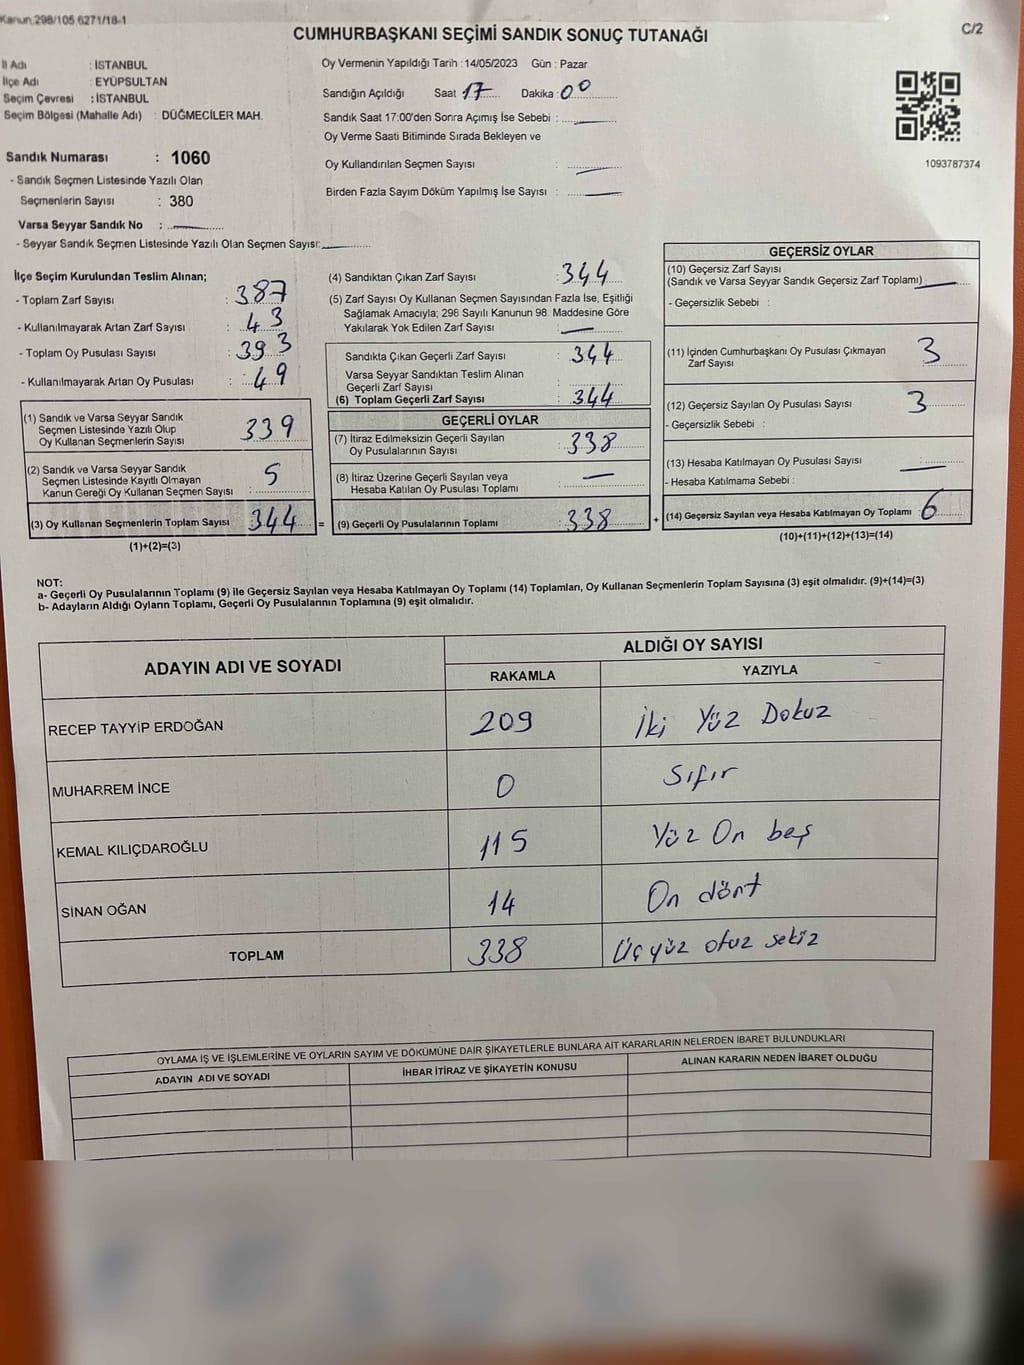 Kanun.298/105.6271/18-1
C/2
CUMHURBAŞKANI SEÇİMİ SANDIK SONUÇ TUTANAĞI
İl Adı : İSTANBUL
İlçe Adı : EYÜPSULTAN
Seçim Çevresi : İSTANBUL
Seçim Bölgesi (Mahalle Adı) : DÜĞMECİLER MAH.
Sandık Numarası : 1060
- Sandık Seçmen Listesinde Yazılı Olan
Seçmenlerin Sayısı : 380
Varsa Seyyar Sandık No :
- Seyyar Sandık Seçmen Listesinde Yazılı Olan Seçmen Sayısı:
Oy Vermenin Yapıldığı Tarih : 14/05/2023 Gün : Pazar
Sandığın Açıldığı Saat 17 Dakika : 00
Sandık Saat 17:00'den Sonra Açımış İse Sebebi :
Oy Verme Saati Bitiminde Sırada Bekleyen ve
Oy Kullandırılan Seçmen Sayısı :
Birden Fazla Sayım Döküm Yapılmış İse Sayısı :
1093787374
İlçe Seçim Kurulundan Teslim Alınan;
- Toplam Zarf Sayısı : 387
- Kullanılmayarak Artan Zarf Sayısı : 43
- Toplam Oy Pusulası Sayısı : 393
- Kullanılmayarak Artan Oy Pusulası : 49
(1) Sandık ve Varsa Seyyar Sandık
Seçmen Listesinde Yazılı Olup
Oy Kullanan Seçmenlerin Sayısı 339
(2) Sandık ve Varsa Seyyar Sandık
Seçmen Listesinde Kayıtlı Olmayan
Kanun Gereği Oy Kullanan Seçmen Sayısı : 5
(3) Oy Kullanan Seçmenlerin Toplam Sayısı 344 =
(1)+(2)=(3)
(4) Sandıktan Çıkan Zarf Sayısı : 344
(5) Zarf Sayısı Oy Kullanan Seçmen Sayısından Fazla İse, Eşitliği
Sağlamak Amacıyla; 298 Sayılı Kanunun 98. Maddesine Göre
Yakılarak Yok Edilen Zarf Sayısı :
Sandıkta Çıkan Geçerli Zarf Sayısı : 344
Varsa Seyyar Sandıktan Teslim Alınan
Geçerli Zarf Sayısı :
(6) Toplam Geçerli Zarf Sayısı : 344
GEÇERLİ OYLAR
(7) İtiraz Edilmeksizin Geçerli Sayılan
Oy Pusulalarının Sayısı : 338
(8) İtiraz Üzerine Geçerli Sayılan veya
Hesaba Katılan Oy Pusulası Toplamı :
(9) Geçerli Oy Pusulalarının Toplamı : 338 +
GEÇERSİZ OYLAR
(10) Geçersiz Zarf Sayısı
(Sandık ve Varsa Seyyar Sandık Geçersiz Zarf Toplamı) :
- Geçersizlik Sebebi :
(11) İçinden Cumhurbaşkanı Oy Pusulası Çıkmayan
Zarf Sayısı : 3
(12) Geçersiz Sayılan Oy Pusulası Sayısı : 3
- Geçersizlik Sebebi :
(13) Hesaba Katılmayan Oy Pusulası Sayısı :
- Hesaba Katılmama Sebebi :
(14) Geçersiz Sayılan veya Hesaba Katılmayan Oy Toplamı : 6
(10)+(11)+(12)+(13)=(14)
NOT:
a- Geçerli Oy Pusulalarının Toplamı (9) ile Geçersiz Sayılan veya Hesaba Katılmayan Oy Toplamı (14) Toplamları, Oy Kullanan Seçmenlerin Toplam Sayısına (3) eşit olmalıdır. (9)+(14)=(3)
b- Adayların Aldığı Oyların Toplamı, Geçerli Oy Pusulalarının Toplamına (9) eşit olmalıdır.
ADAYIN ADI VE SOYADI
ALDIĞI OY SAYISI
RAKAMLA YAZIYLA
RECEP TAYYİP ERDOĞAN 209 İki Yüz Dokuz
MUHARREM İNCE 0 Sıfır
KEMAL KILIÇDAROĞLU 115 Yüz On beş
SİNAN OĞAN 14 On dört
TOPLAM 338 Üçyüz otuz sekiz
OYLAMA İŞ VE İŞLEMLERİNE VE OYLARIN SAYIM VE DÖKÜMÜNE DAİR ŞİKAYETLERLE BUNLARA AİT KARARLARIN NELERDEN İBARET BULUNDUKLARI
ADAYIN ADI VE SOYADI İHBAR İTİRAZ VE ŞİKAYETİN KONUSU ALINAN KARARIN NEDEN İBARET OLDUĞU